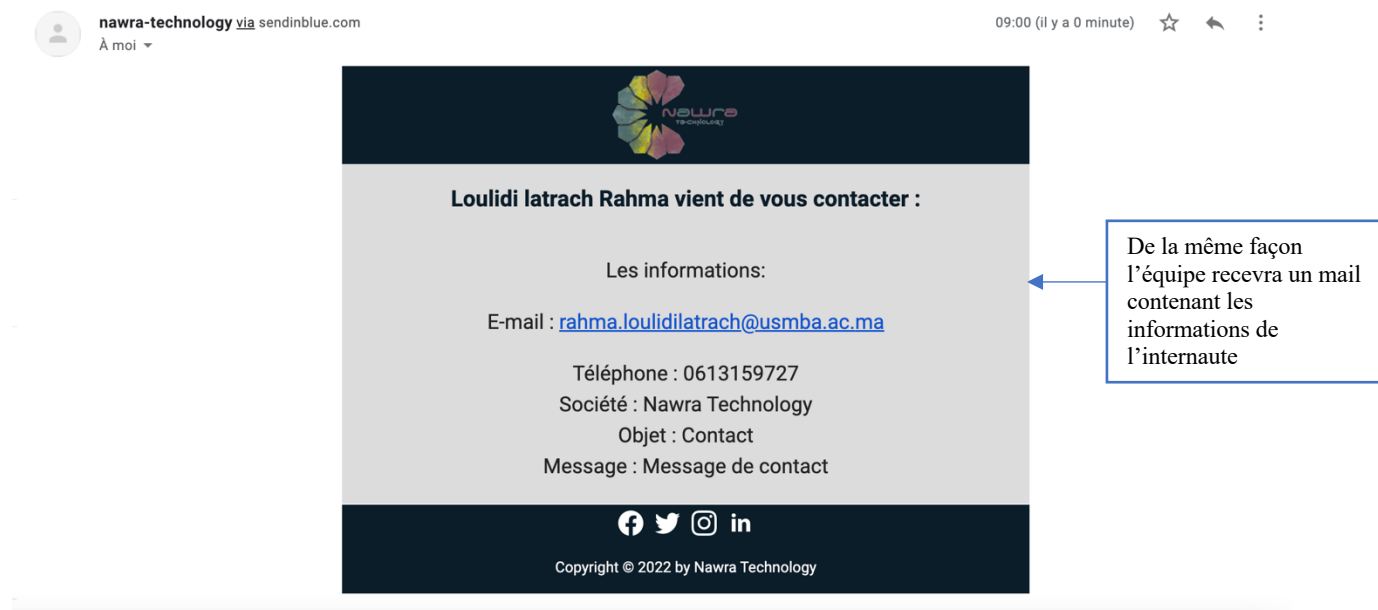 nawra-technology via sendinblue.com
09:00 (il y a 0 minute)
À moi
Nawra
TECHNOLOGY
Loulidi latrach Rahma vient de vous contacter :
Les informations:
E-mail : rahma.loulidilatrach@usmba.ac.ma
Téléphone : 0613159727
Société : Nawra Technology
Objet : Contact
Message : Message de contact
Copyright © 2022 by Nawra Technology
De la même façon
l’équipe recevra un mail
contenant les
informations de
l’internaute